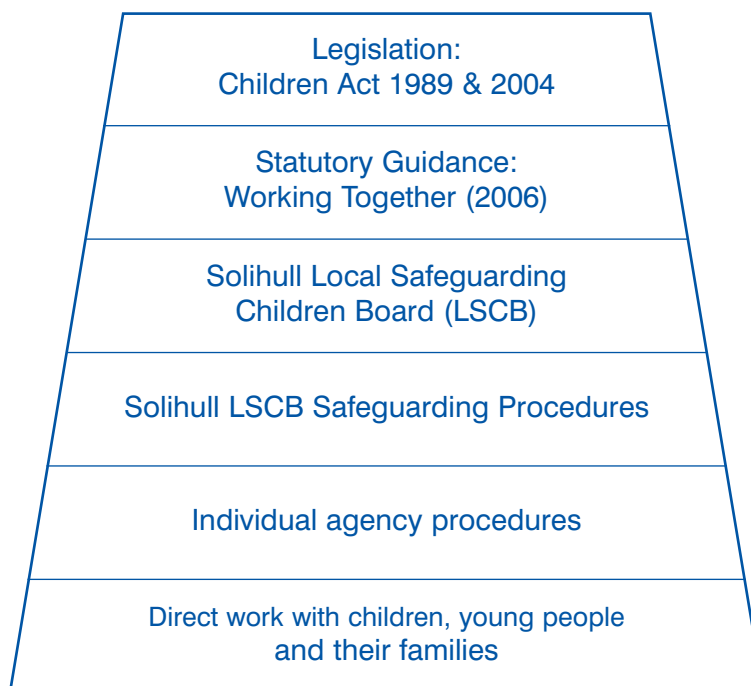 Legislation:
Children Act 1989 & 2004
Statutory Guidance:
Working Together (2006)
Solihull Local Safeguarding
Children Board (LSCB)
Solihull LSCB Safeguarding Procedures
Individual agency procedures
Direct work with children, young people
and their families